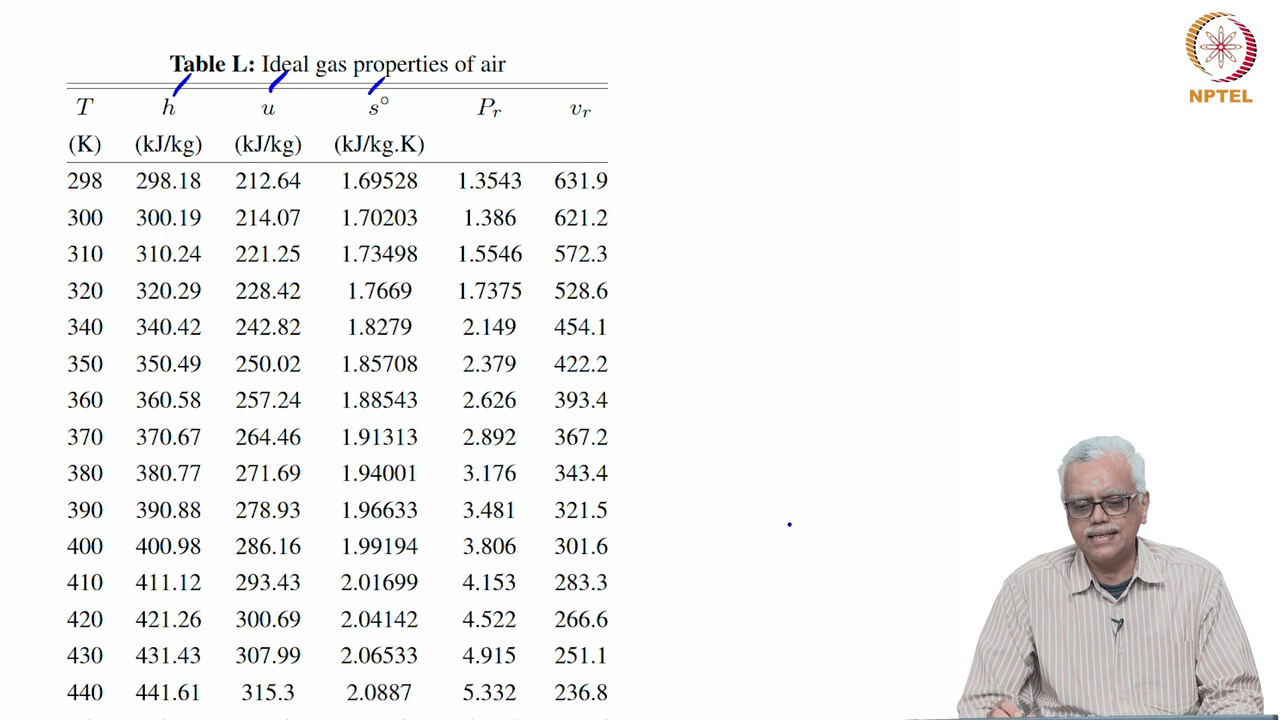 Table L: Ideal gas properties of air
T h u s° Pr vr
(K) (kJ/kg) (kJ/kg) (kJ/kg.K)
298 298.18 212.64 1.69528 1.3543 631.9
300 300.19 214.07 1.70203 1.386 621.2
310 310.24 221.25 1.73498 1.5546 572.3
320 320.29 228.42 1.7669 1.7375 528.6
340 340.42 242.82 1.8279 2.149 454.1
350 350.49 250.02 1.85708 2.379 422.2
360 360.58 257.24 1.88543 2.626 393.4
370 370.67 264.46 1.91313 2.892 367.2
380 380.77 271.69 1.94001 3.176 343.4
390 390.88 278.93 1.96633 3.481 321.5
400 400.98 286.16 1.99194 3.806 301.6
410 411.12 293.43 2.01699 4.153 283.3
420 421.26 300.69 2.04142 4.522 266.6
430 431.43 307.99 2.06533 4.915 251.1
440 441.61 315.3 2.0887 5.332 236.8
NPTEL